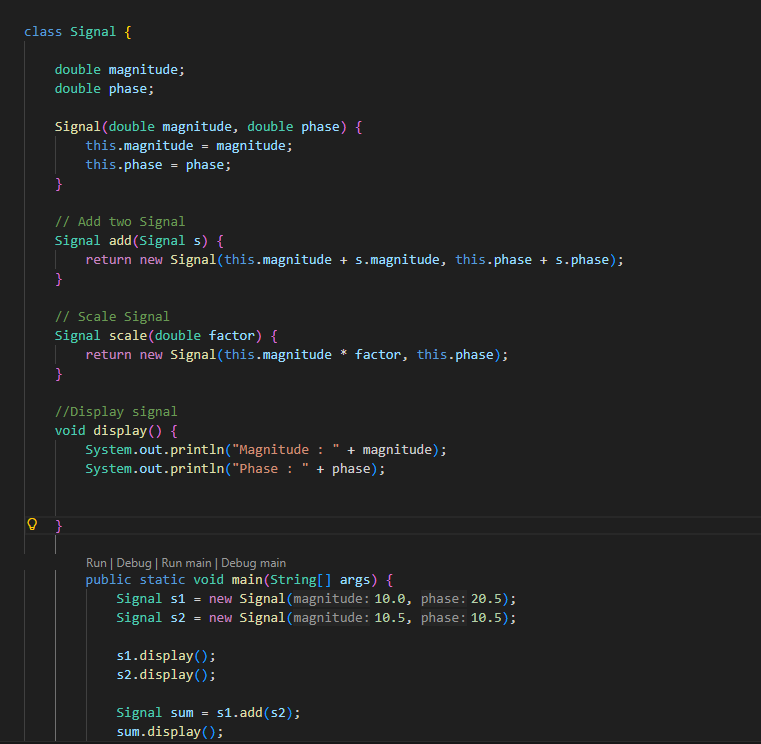 class Signal {
double magnitude;
double phase;
Signal(double magnitude, double phase) {
this.magnitude = magnitude;
this.phase = phase;
}
// Add two Signal
Signal add(Signal s) {
return new Signal(this.magnitude + s.magnitude, this.phase + s.phase);
}
// Scale Signal
Signal scale(double factor) {
return new Signal(this.magnitude * factor, this.phase);
}
//Display signal
void display() {
System.out.println("Magnitude : " + magnitude);
System.out.println("Phase : " + phase);
}
Run | Debug | Run main | Debug main
public static void main(String[] args) {
Signal s1 = new Signal(magnitude: 10.0, phase: 20.5);
Signal s2 = new Signal(magnitude: 10.5, phase: 10.5);
s1.display();
s2.display();
Signal sum = s1.add(s2);
sum.display();